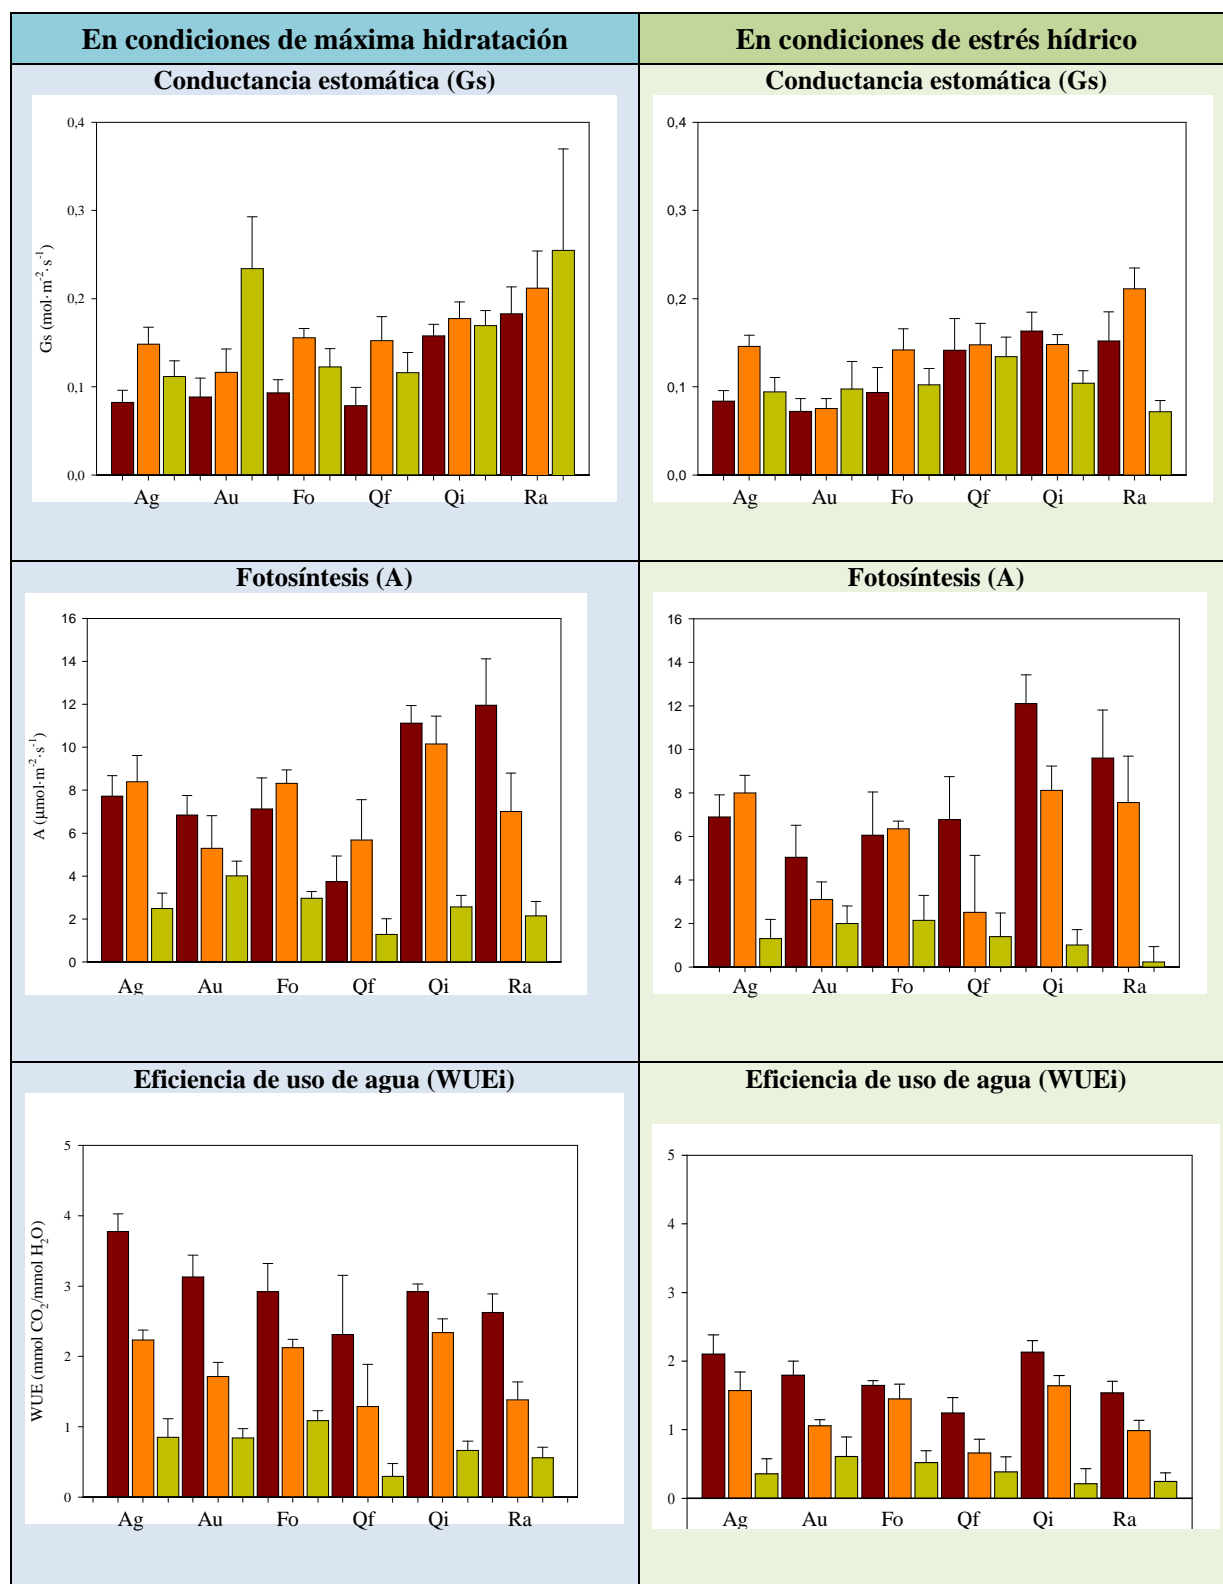 En condiciones de máxima hidratación
En condiciones de estrés hídrico
Conductancia estomática (Gs)
Conductancia estomática (Gs)
0,4
0,3
0,2
0,1
0,0
Gs (mol·m⁻²·s⁻¹)
Ag Au Fo Qf Qi Ra
0,4
0,3
0,2
0,1
0,0
Ag Au Fo Qf Qi Ra
Fotosíntesis (A)
Fotosíntesis (A)
16
14
12
10
8
6
4
2
0
A (µmol·m⁻²·s⁻¹)
Ag Au Fo Qf Qi Ra
16
14
12
10
8
6
4
2
0
Ag Au Fo Qf Qi Ra
Eficiencia de uso de agua (WUEi)
Eficiencia de uso de agua (WUEi)
5
4
3
2
1
0
WUE (mmol CO₂/mmol H₂O)
Ag Au Fo Qf Qi Ra
5
4
3
2
1
0
Ag Au Fo Qf Qi Ra